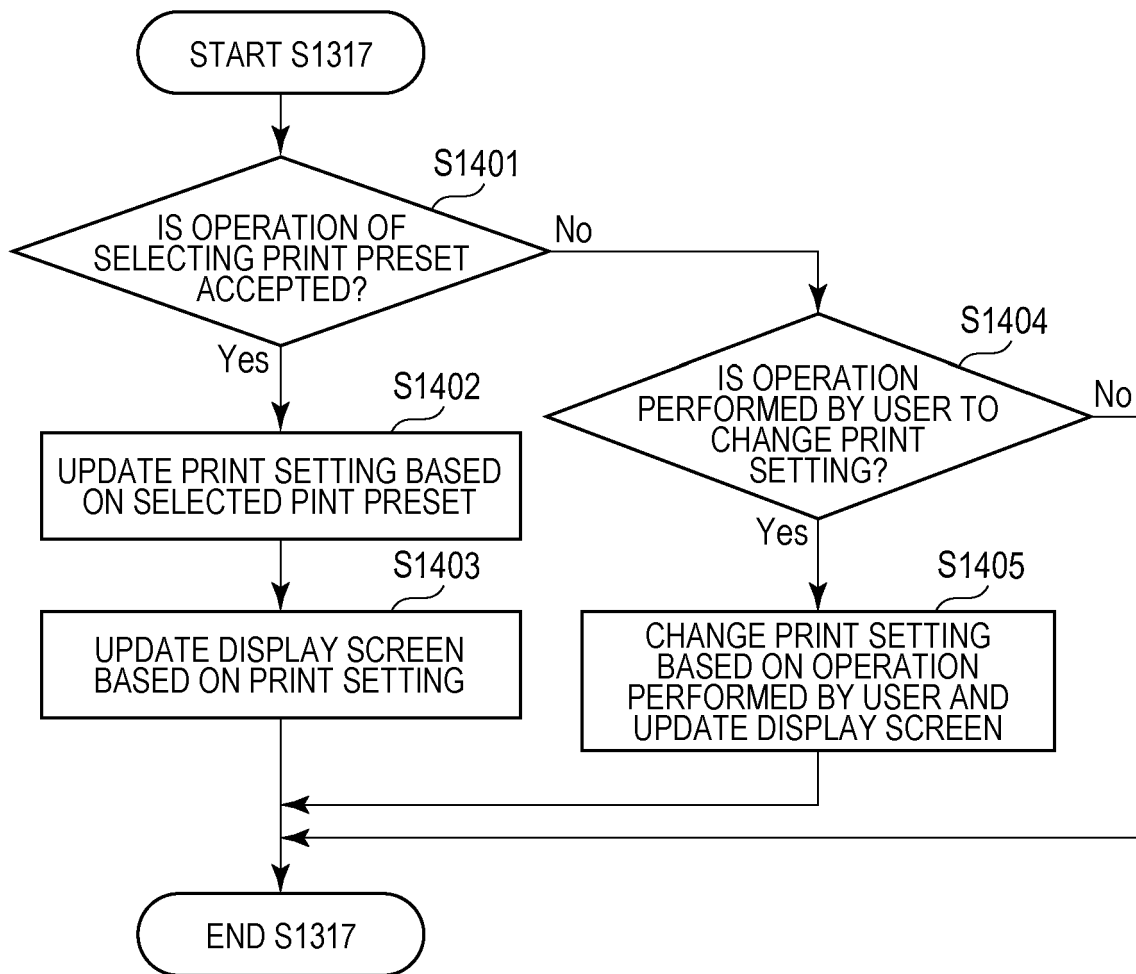 START S1317
S1401
IS OPERATION OF
SELECTING PRINT PRESET
ACCEPTED?
No
Yes
S1402
UPDATE PRINT SETTING BASED
ON SELECTED PINT PRESET
S1403
UPDATE DISPLAY SCREEN
BASED ON PRINT SETTING
S1404
IS OPERATION
PERFORMED BY USER TO
CHANGE PRINT
SETTING?
No
Yes
S1405
CHANGE PRINT SETTING
BASED ON OPERATION
PERFORMED BY USER AND
UPDATE DISPLAY SCREEN
END S1317